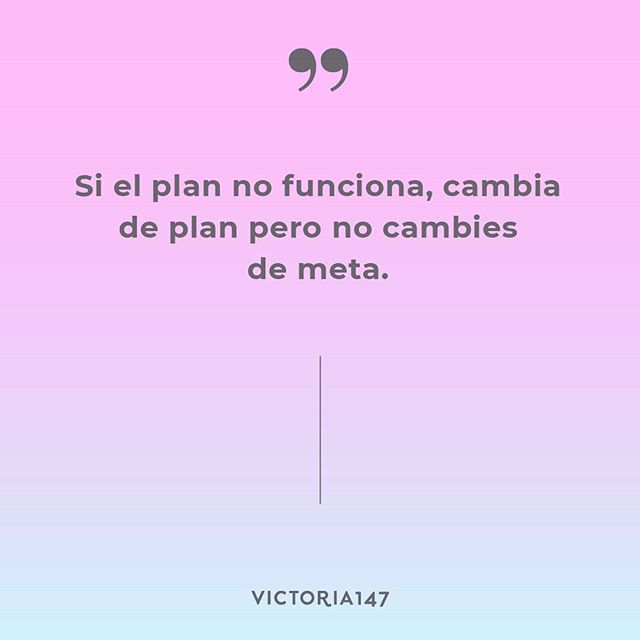 ”
Si el plan no funciona, cambia
de plan pero no cambies
de meta.
VICTORIA147